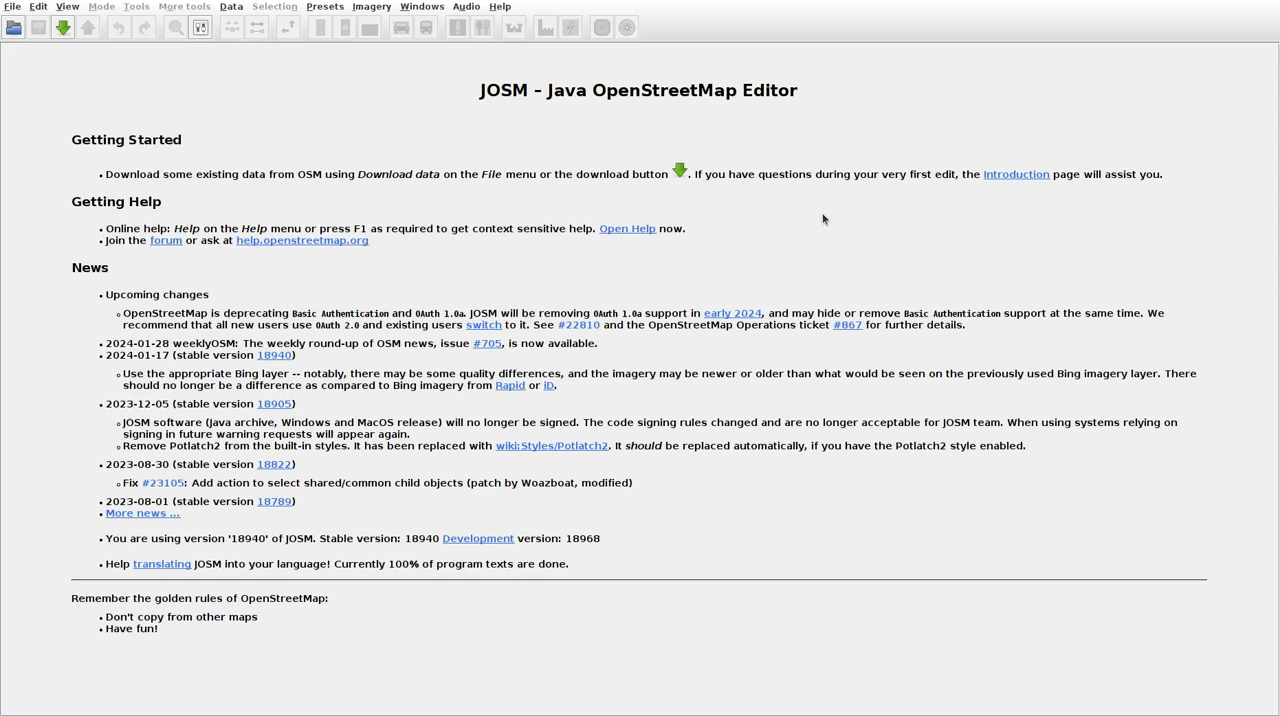 File Edit View Mode Tools More tools Data Selection Presets Imagery Windows Audio Help
JOSM – Java OpenStreetMap Editor
Getting Started
Download some existing data from OSM using Download data on the File menu or the download button . If you have questions during your very first edit, the Introduction page will assist you.
Getting Help
Online help: Help on the Help menu or press F1 as required to get context sensitive help. Open Help now.
Join the forum or ask at help.openstreetmap.org
News
Upcoming changes
OpenStreetMap is deprecating Basic Authentication and OAuth 1.0a. JOSM will be removing OAuth 1.0a support in early 2024, and may hide or remove Basic Authentication support at the same time. We
recommend that all new users use OAuth 2.0 and existing users switch to it. See #22810 and the OpenStreetMap Operations ticket #867 for further details.
2024-01-28 weeklyOSM: The weekly round-up of OSM news, issue #705, is now available.
2024-01-17 (stable version 18940)
Use the appropriate Bing layer -- notably, there may be some quality differences, and the imagery may be newer or older than what would be seen on the previously used Bing imagery layer. There
should no longer be a difference as compared to Bing imagery from Rapid or iD.
2023-12-05 (stable version 18905)
JOSM software (Java archive, Windows and MacOS release) will no longer be signed. The code signing rules changed and are no longer acceptable for JOSM team. When using systems relying on
signing in future warning requests will appear again.
Remove Potlatch2 from the built-in styles. It has been replaced with wiki:Styles/Potlatch2. It should be replaced automatically, if you have the Potlatch2 style enabled.
2023-08-30 (stable version 18822)
Fix #23105: Add action to select shared/common child objects (patch by Woazboat, modified)
2023-08-01 (stable version 18789)
More news ...
You are using version '18940' of JOSM. Stable version: 18940 Development version: 18968
Help translating JOSM into your language! Currently 100% of program texts are done.
Remember the golden rules of OpenStreetMap:
Don't copy from other maps
Have fun!